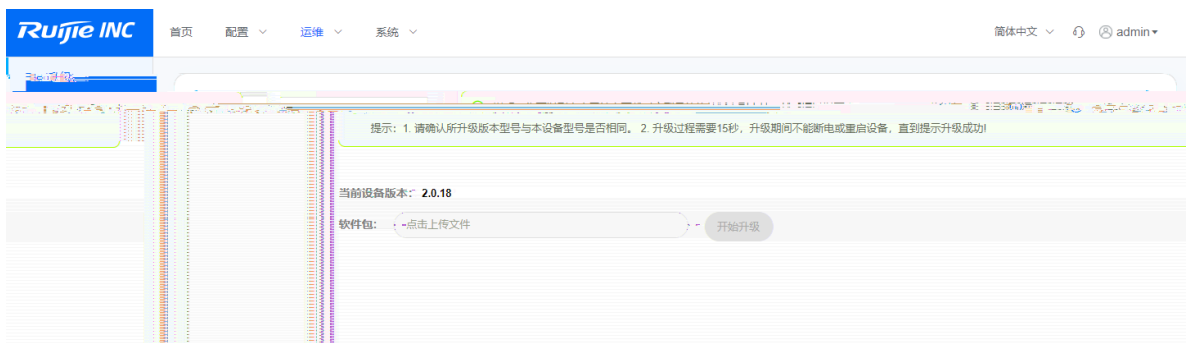 Ruijie INC 首页 配置 运维 系统 简体中文 admin
提示：1. 请确认所升级版本型号与本设备型号是否相同。 2. 升级过程需要15秒，升级期间不能断电或重启设备，直到提示升级成功!
当前设备版本： 2.0.18
软件包： 点击上传文件 开始升级